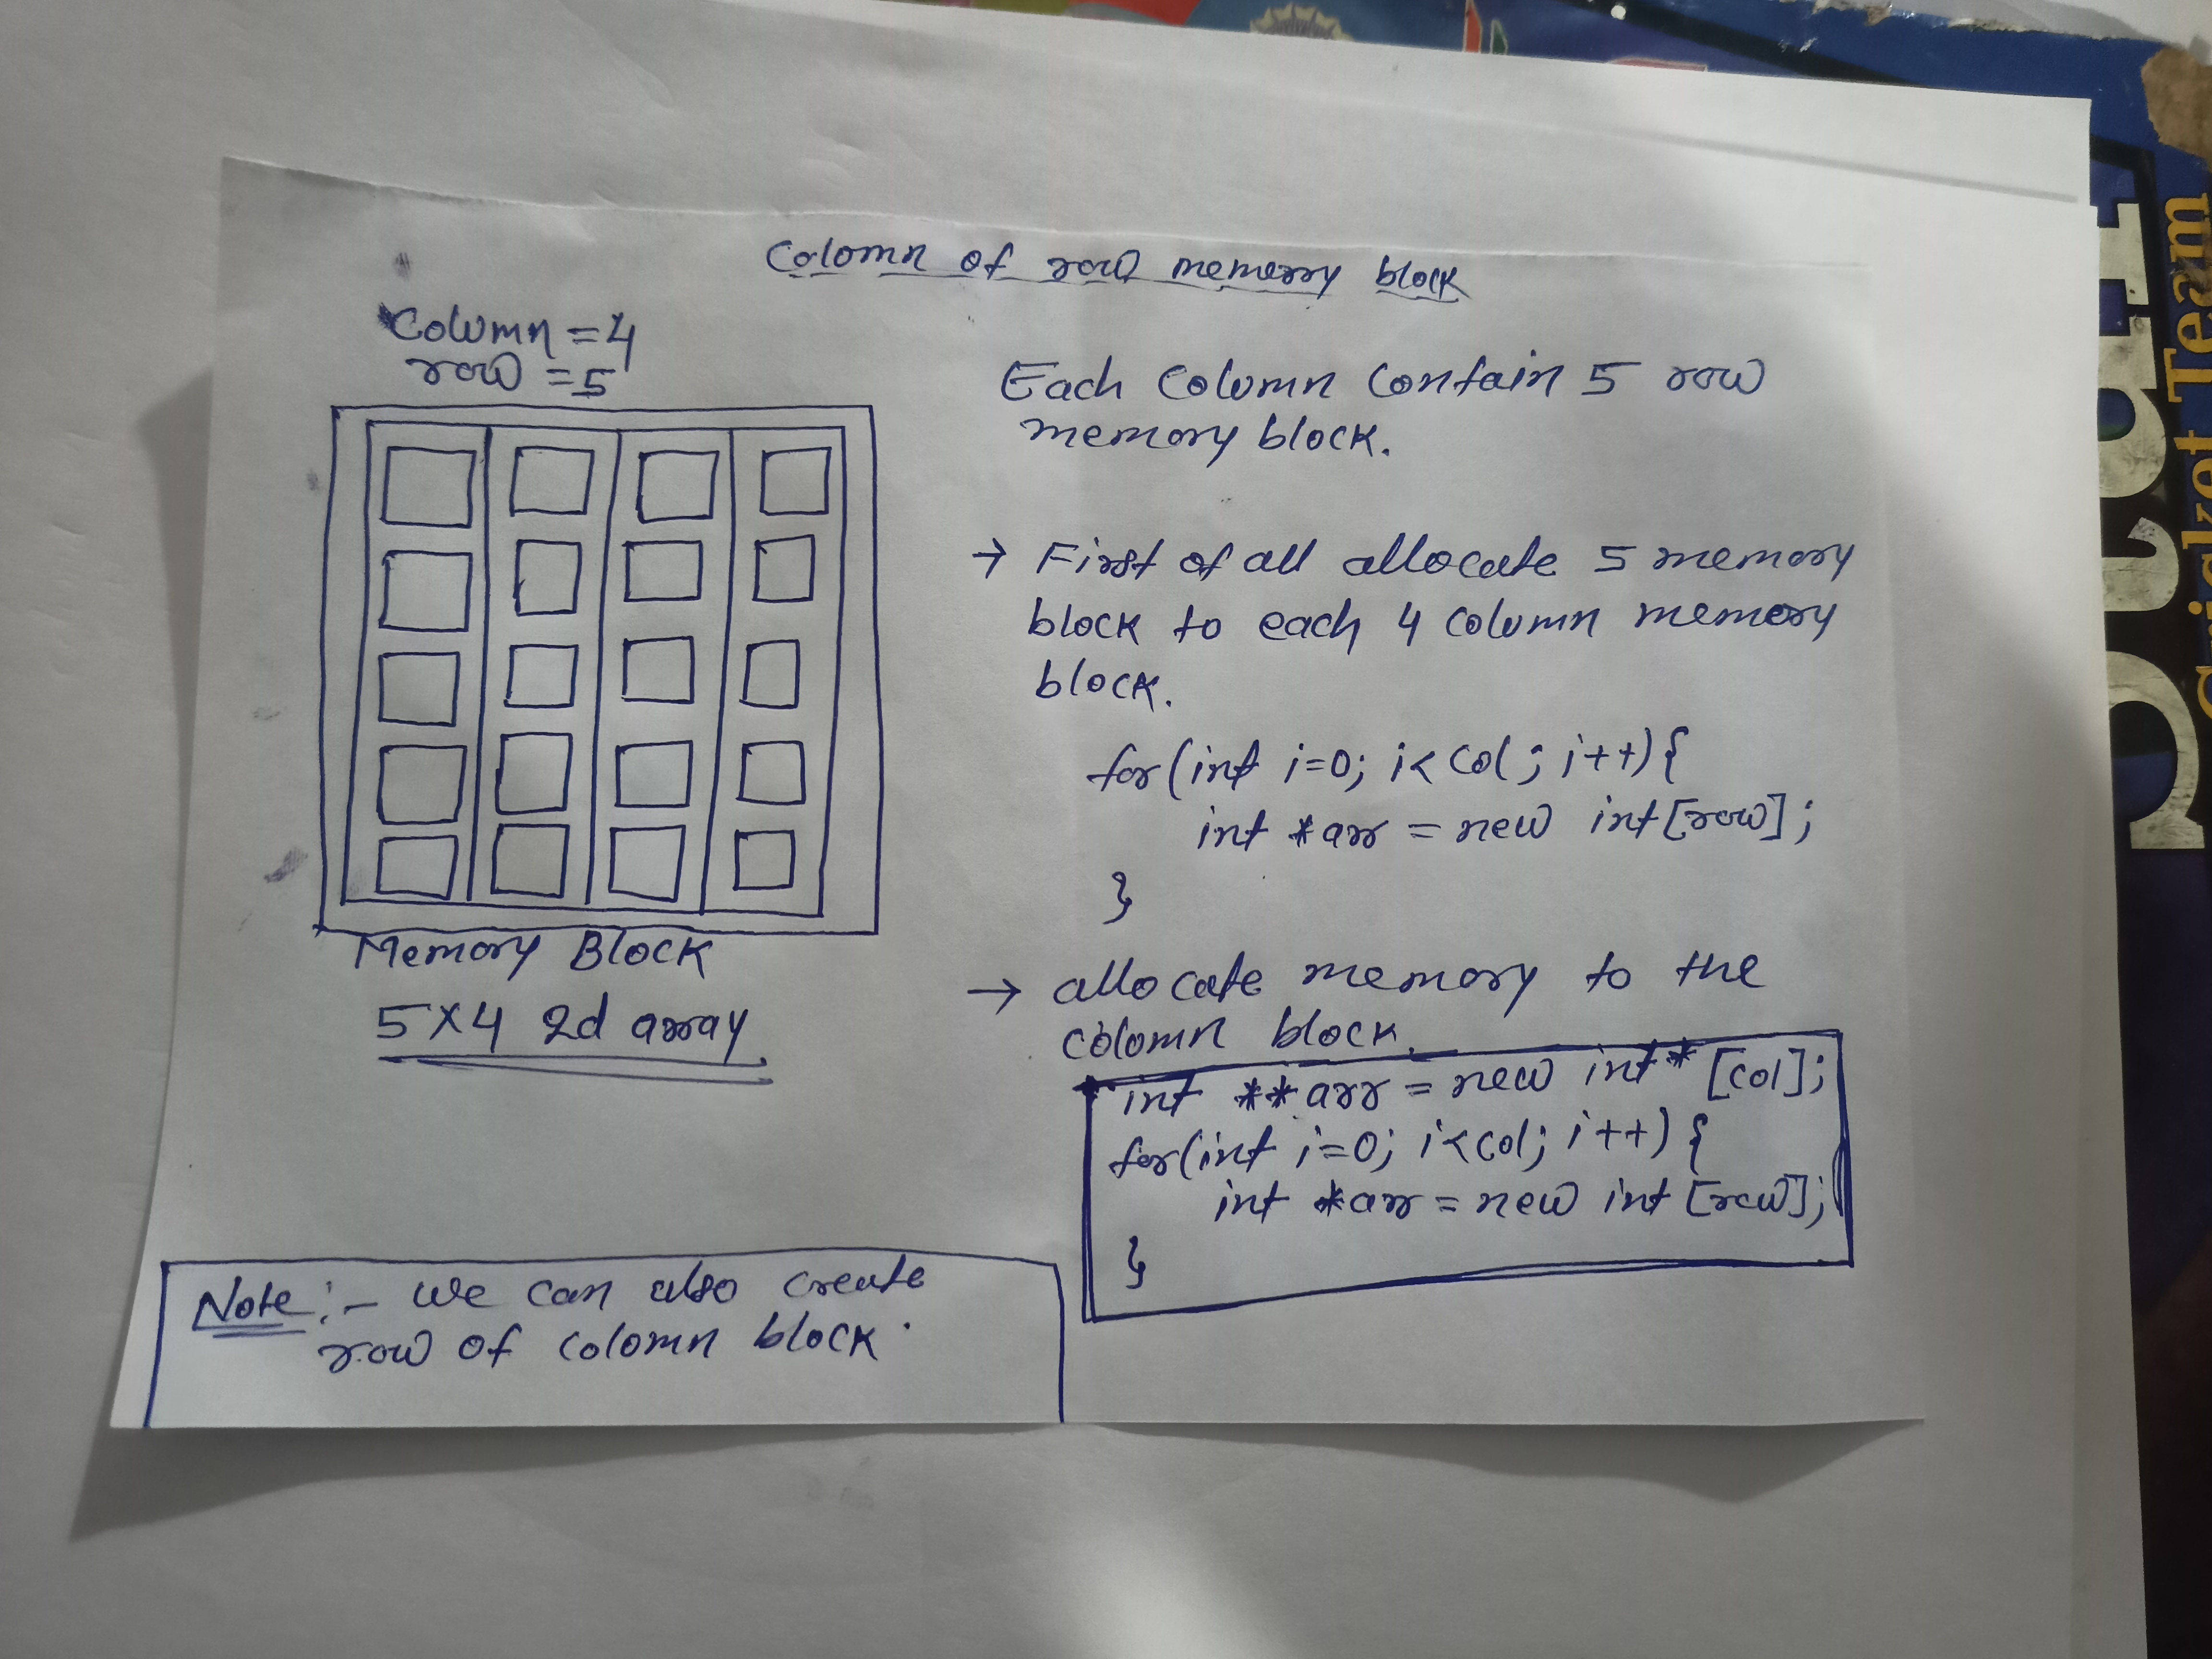 Colomn of row memerry block
Column = 4
row = 5
Each Column Contain 5 row
memory block.
→ First of all allocate 5 memory
block to each 4 column memory
block.
for(int i=0; i< col; i++){
int *arr = new int[row];
}
Memory Block
5x4 2d array
→ allocate memory to the
colomn block.
int **arr = new int* [col];
for(int i=0; i<col; i++) {
int *arr = new int [row];
}
Note :- we can also create
row of colomn block.
Team